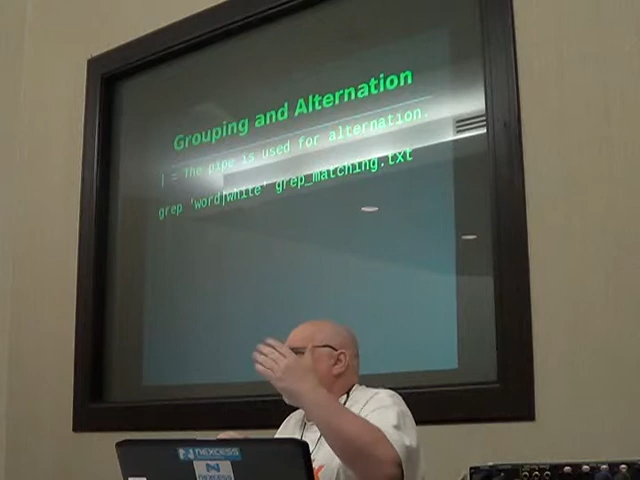 Grouping and Alternation
| = The pipe is used for alternation.
grep 'word|white' grep_matching.txt
NEXCESS